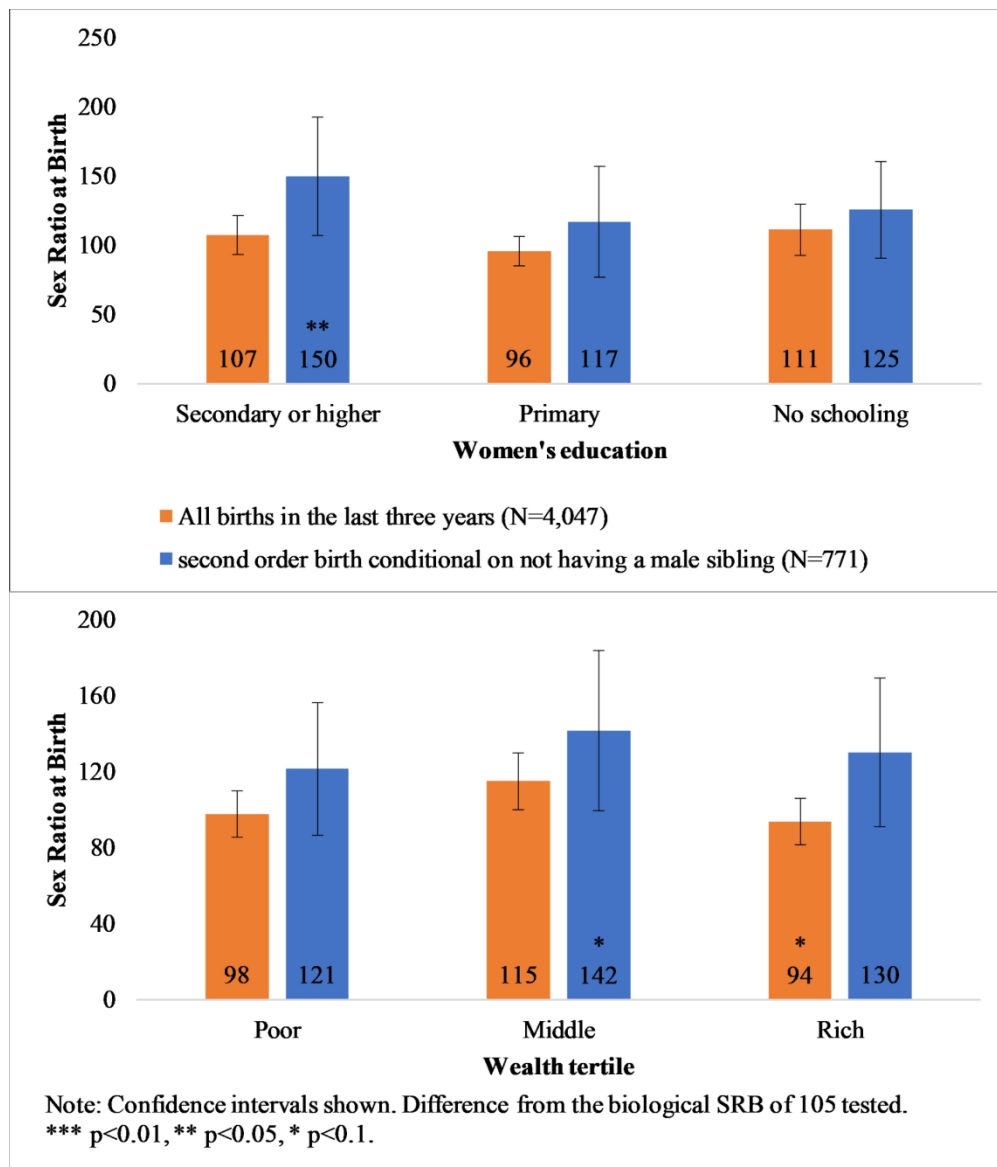 250
200
150
100
50
0
Sex Ratio at Birth
**
107 150 96 117 111 125
Secondary or higher Primary No schooling
Women's education
All births in the last three years (N=4,047)
second order birth conditional on not having a male sibling (N=771)
200
160
120
80
40
0
Sex Ratio at Birth
* *
98 121 115 142 94 130
Poor Middle Rich
Wealth tertile
Note: Confidence intervals shown. Difference from the biological SRB of 105 tested.
*** p<0.01, ** p<0.05, * p<0.1.